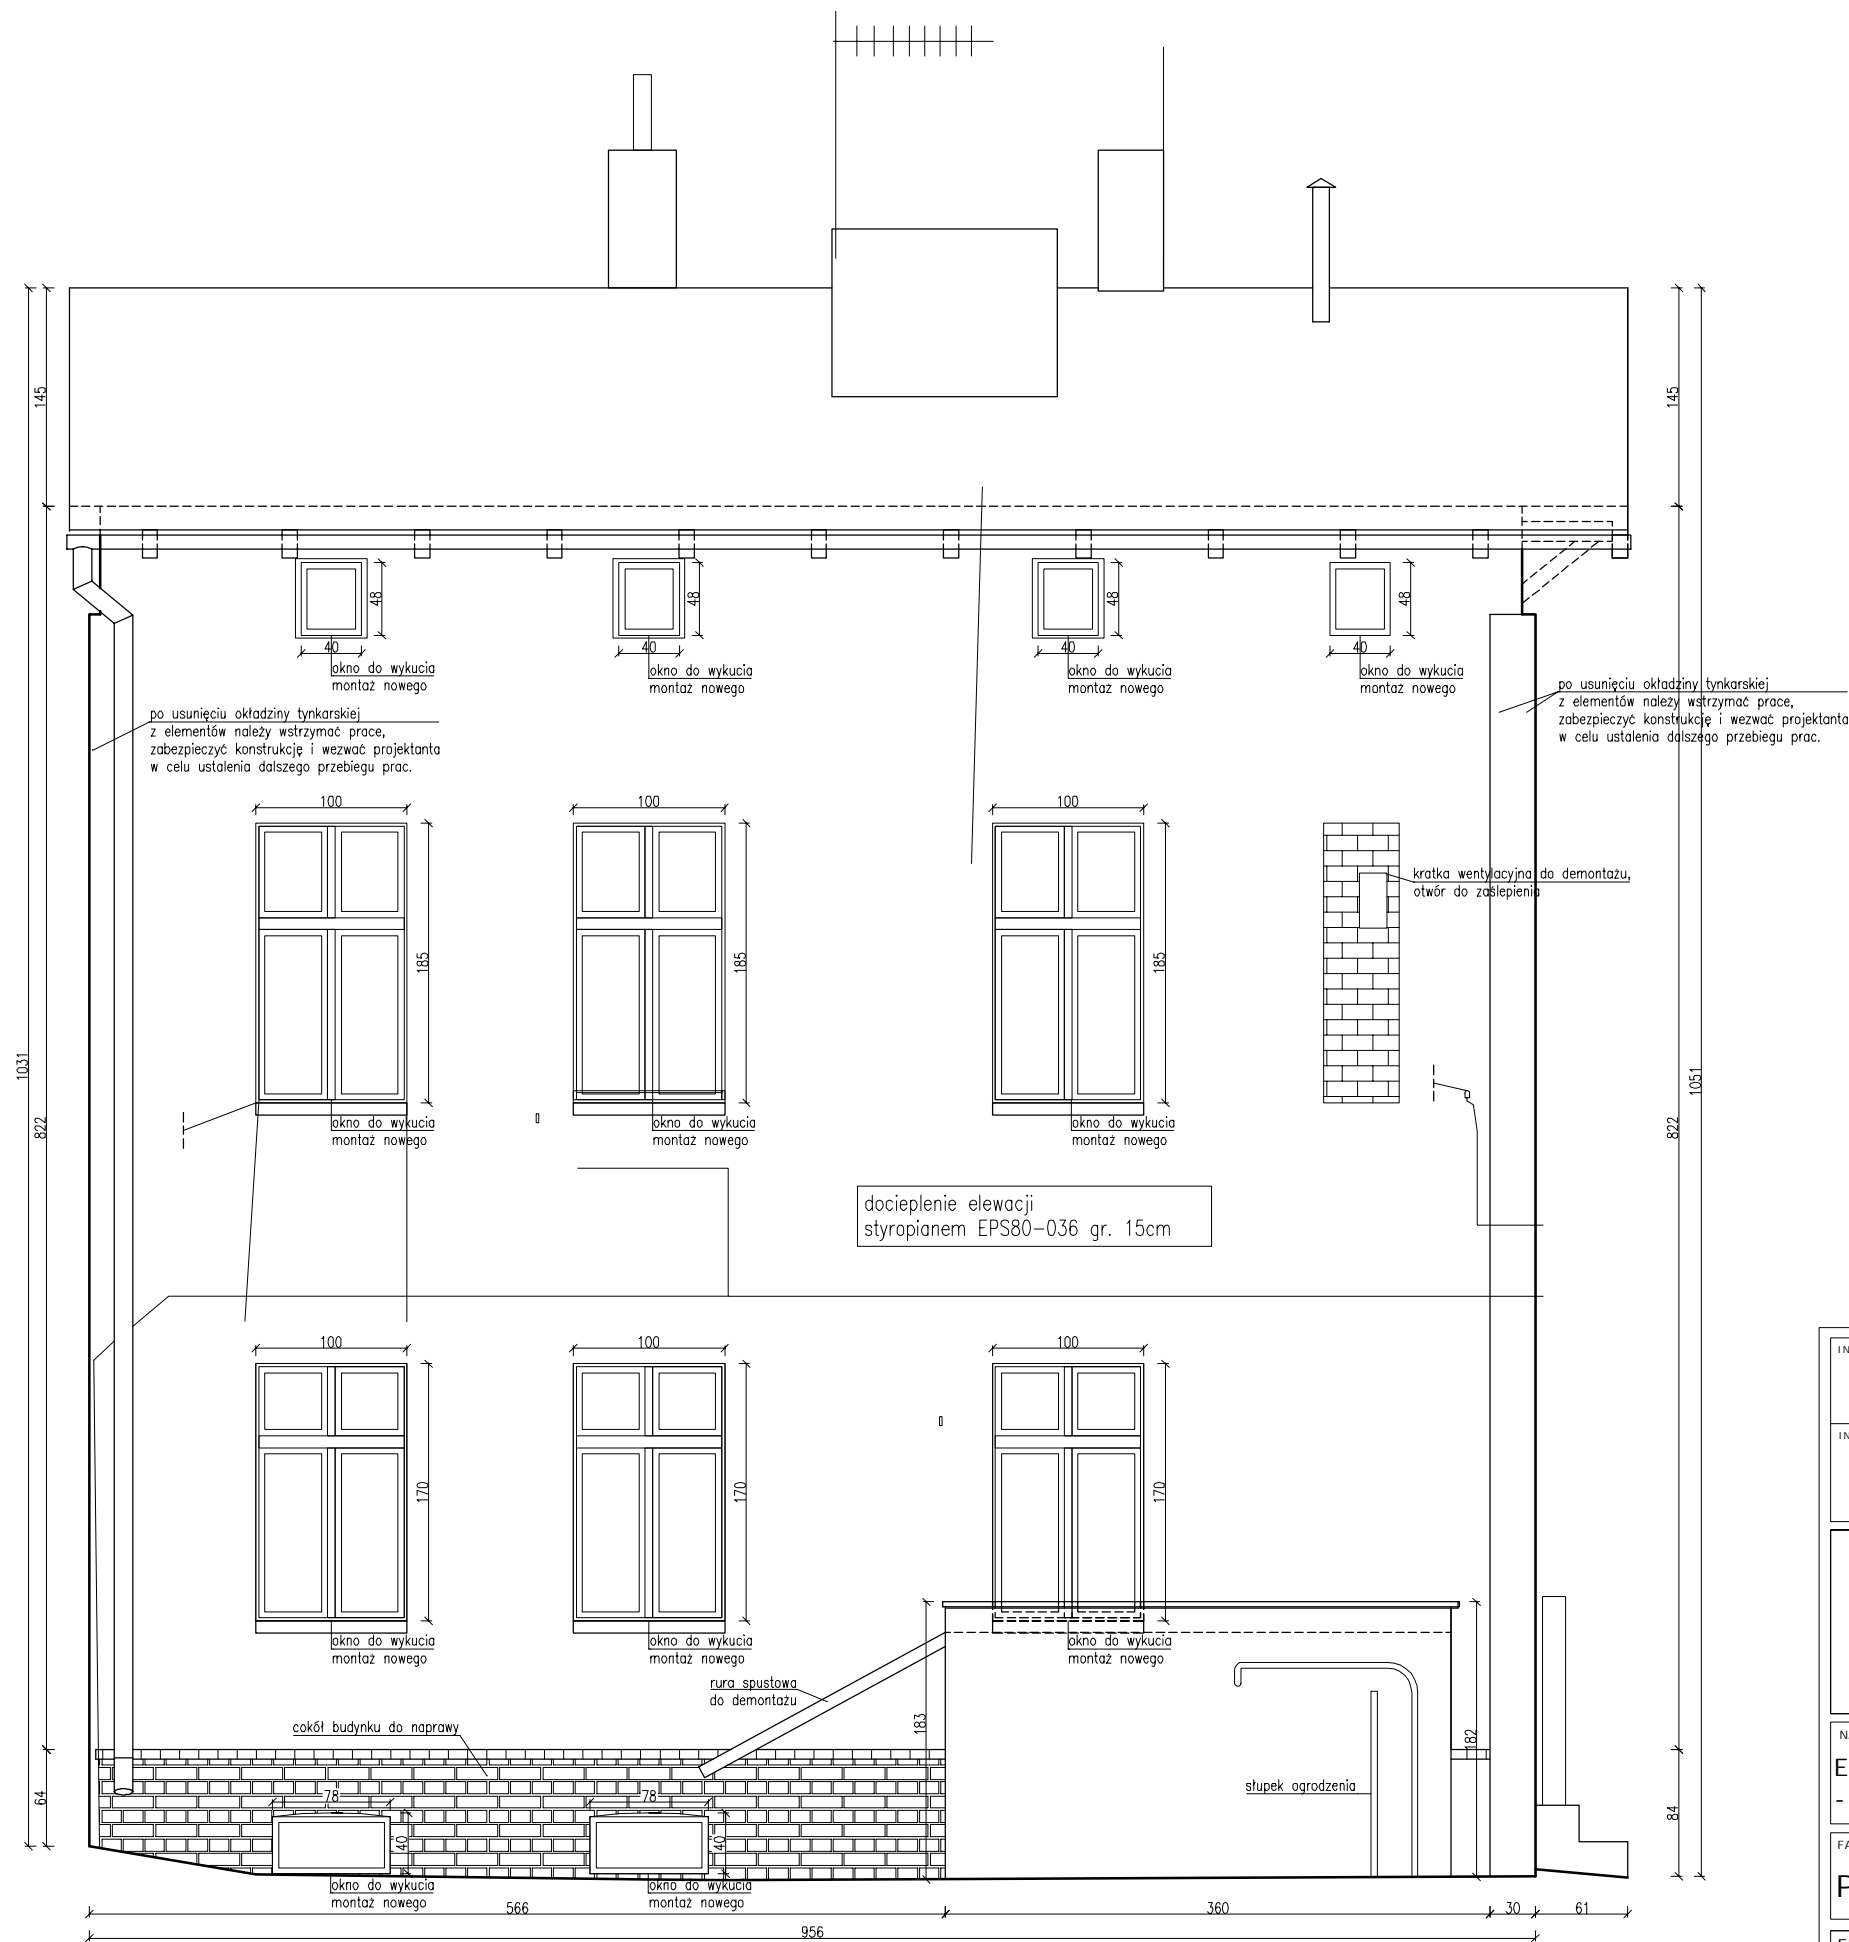 145
145
48
48
48
48
40
40
40
40
okno do wykucia
montaż nowego
okno do wykucia
montaż nowego
okno do wykucia
montaż nowego
okno do wykucia
montaż nowego
po usunięciu okładziny tynkarskiej
z elementów należy wstrzymać prace,
zabezpieczyć konstrukcję i wezwać projektanta
w celu ustalenia dalszego przebiegu prac.
po usunięciu okładziny tynkarskiej
z elementów należy wstrzymać prace,
zabezpieczyć konstrukcję i wezwać projektanta
w celu ustalenia dalszego przebiegu prac.
100
100
100
kratka wentylacyjna do demontażu,
otwór do zaślepienia
185
185
185
1031
822
822
1051
okno do wykucia
montaż nowego
okno do wykucia
montaż nowego
okno do wykucia
montaż nowego
docieplenie elewacji
styropianem EPS80-036 gr. 15cm
100
100
100
170
170
170
okno do wykucia
montaż nowego
okno do wykucia
montaż nowego
okno do wykucia
montaż nowego
rura spustowa
do demontażu
cokół budynku do naprawy
183
182
słupek ogrodzenia
64
84
78
78
40
40
okno do wykucia
montaż nowego
okno do wykucia
montaż nowego
566
360
30
61
956
IN
IN
E
-
P